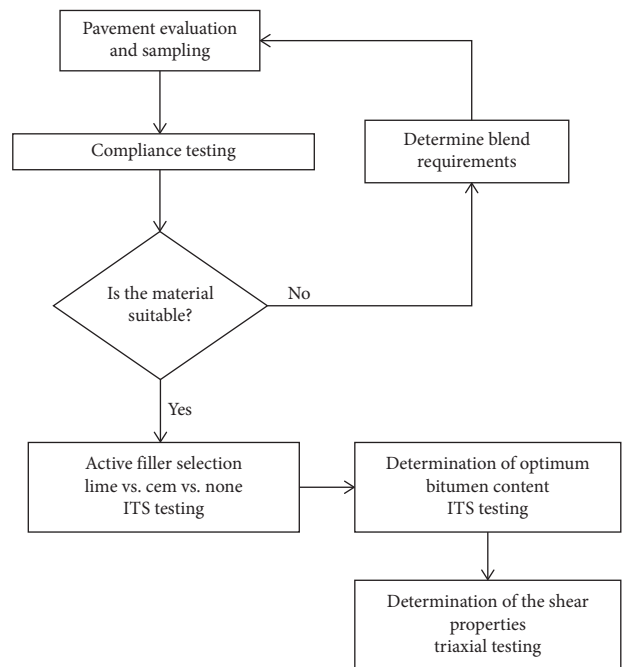 Pavement evaluation
and sampling
Compliance testing
Determine blend
requirements
Is the material
suitable?
No
Yes
Active filler selection
lime vs. cem vs. none
ITS testing
Determination of optimum
bitumen content
ITS testing
Determination of the shear
properties
triaxial testing